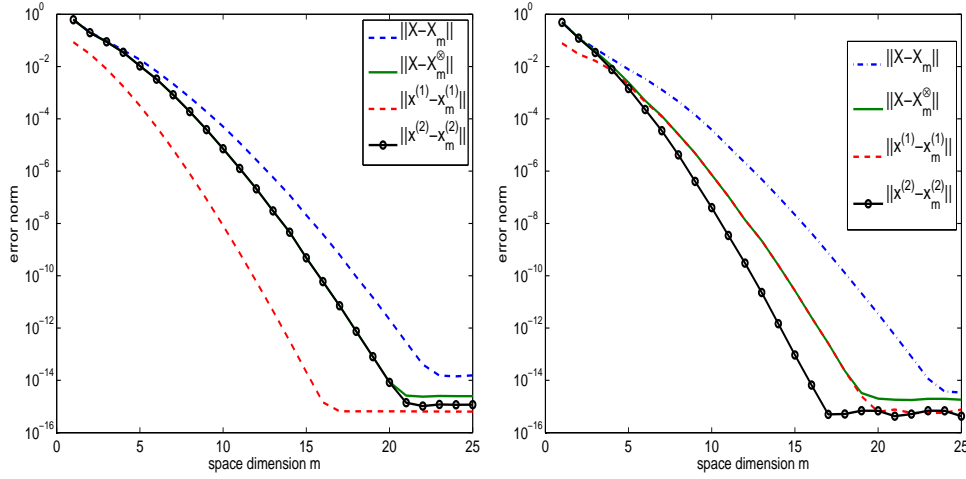 10^0
10^-2
10^-4
10^-6
10^-8
10^-10
10^-12
10^-14
10^-16
error norm
0 5 10 15 20 25
space dimension m
||X−X_m||
||X−X_m^⊗||
||x^(1)−x_m^(1)||
||x^(2)−x_m^(2)||
10^0
10^-2
10^-4
10^-6
10^-8
10^-10
10^-12
10^-14
10^-16
error norm
0 5 10 15 20 25
space dimension m
||X−X_m||
||X−X_m^⊗||
||x^(1)−x_m^(1)||
||x^(2)−x_m^(2)||